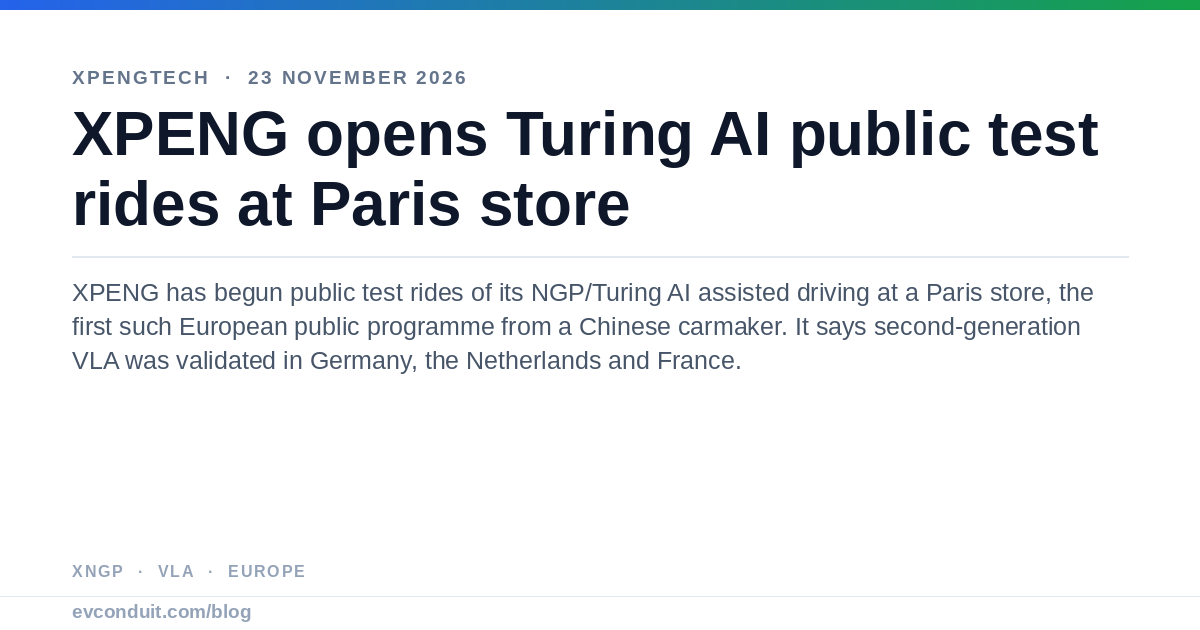 XPENGTECH · 23 NOVEMBER 2026
XPENG opens Turing AI public test
rides at Paris store
XPENG has begun public test rides of its NGP/Turing AI assisted driving at a Paris store, the
first such European public programme from a Chinese carmaker. It says second-generation
VLA was validated in Germany, the Netherlands and France.
XNGP · VLA · EUROPE
evconduit.com/blog